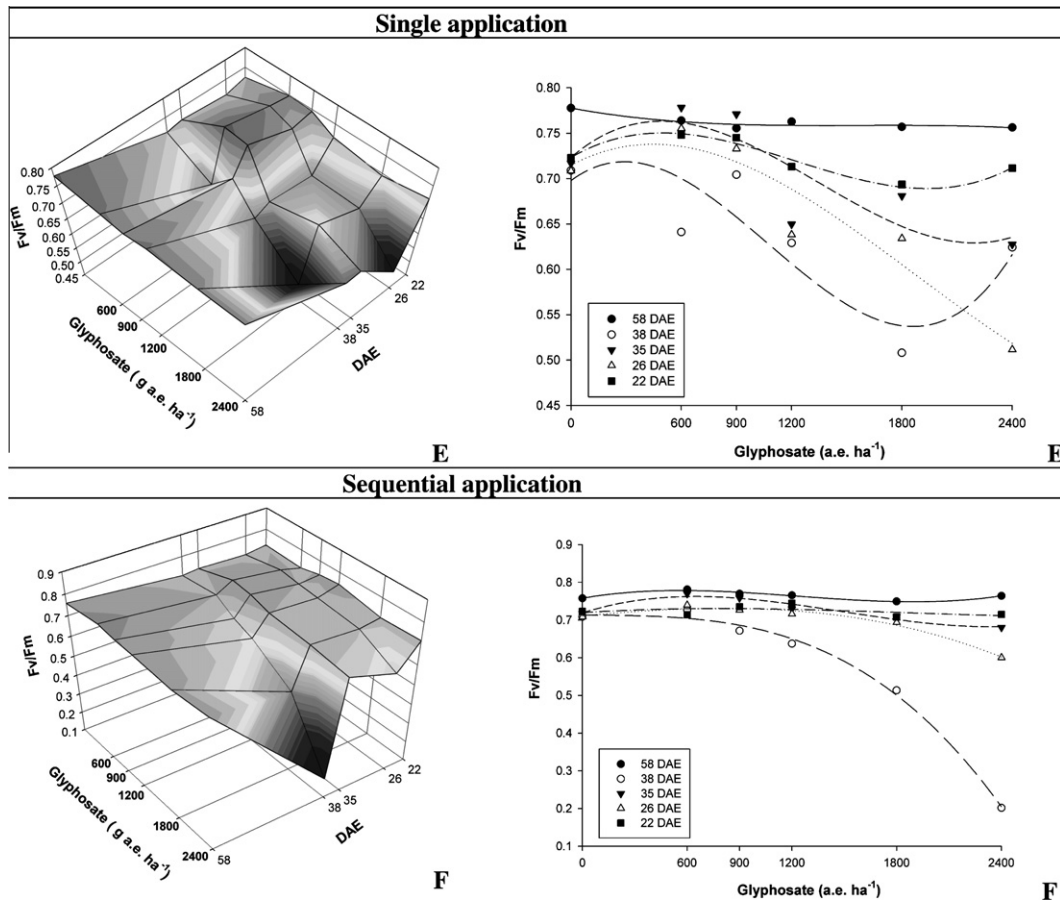 Single application
0.80
0.75
0.70
0.65
0.60
0.55
0.50
0.45
Fv/Fm
600
900
1200
1800
2400
Glyphosate ( g a.e. ha⁻¹)
22
26
35
38
58
DAE
E
0.80
0.75
0.70
0.65
0.60
0.55
0.50
0.45
Fv/Fm
58 DAE
38 DAE
35 DAE
26 DAE
22 DAE
0 600 900 1200 1800 2400
Glyphosate (a.e. ha⁻¹)
E
Sequential application
0.9
0.8
0.7
0.6
0.5
0.4
0.3
0.2
0.1
Fv/Fm
600
900
1200
1800
2400
Glyphosate ( g a.e. ha⁻¹)
22
26
35
38
58
DAE
F
0.9
0.8
0.7
0.6
0.5
0.4
0.3
0.2
0.1
Fv/Fm
58 DAE
38 DAE
35 DAE
26 DAE
22 DAE
0 600 900 1200 1800 2400
Glyphosate (a.e. ha⁻¹)
F